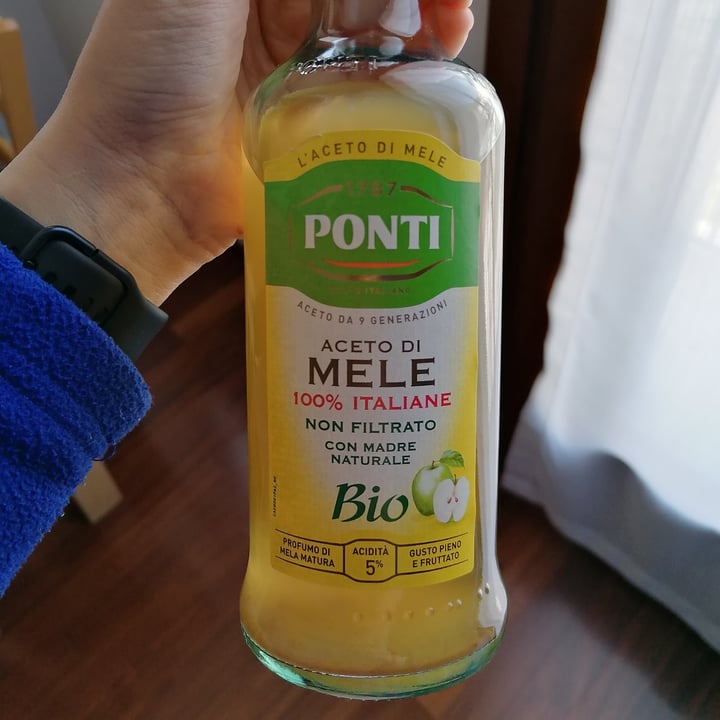 L'ACETO DI MELE
1787
PONTI
ACETO DA 9 GENERAZIONI
ACETO DI
MELE
100% ITALIANE
NON FILTRATO
CON MADRE
NATURALE
Bio
PROFUMO DI
MELA MATURA
ACIDITÀ
5%
GUSTO PIENO
E FRUTTATO